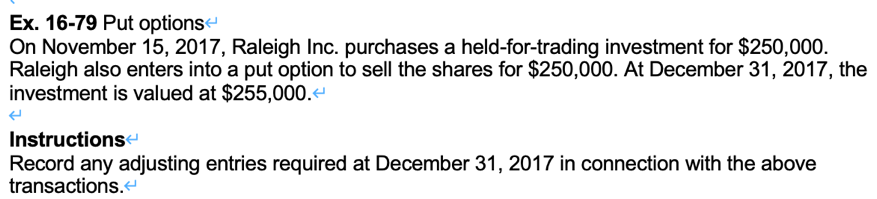 Ex. 16-79 Put options↵
On November 15, 2017, Raleigh Inc. purchases a held-for-trading investment for $250,000.
Raleigh also enters into a put option to sell the shares for $250,000. At December 31, 2017, the
investment is valued at $255,000.↵
↵
Instructions↵
Record any adjusting entries required at December 31, 2017 in connection with the above
transactions.↵